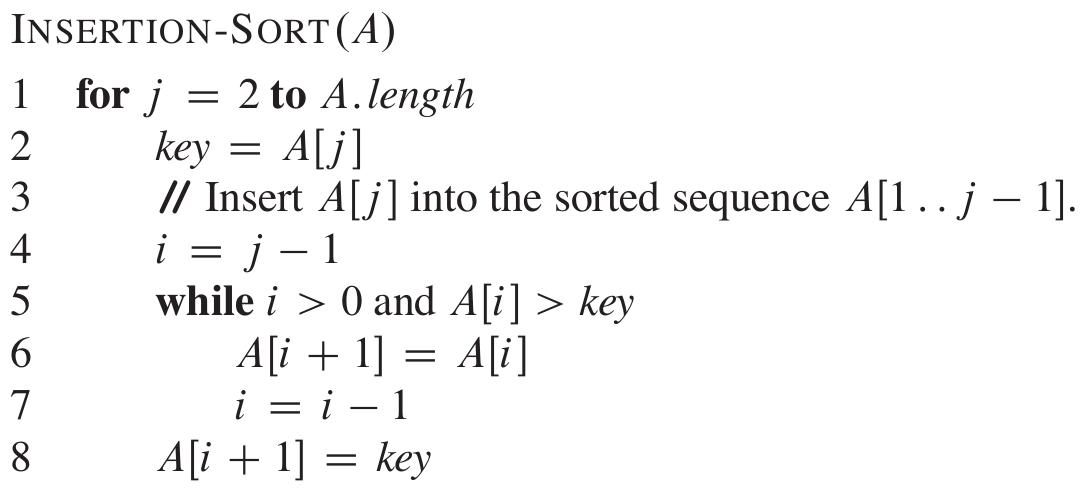 INSERTION-SORT(A)
1 for j = 2 to A.length
2 key = A[j]
3 // Insert A[j] into the sorted sequence A[1 . . j − 1].
4 i = j − 1
5 while i > 0 and A[i] > key
6 A[i + 1] = A[i]
7 i = i − 1
8 A[i + 1] = key